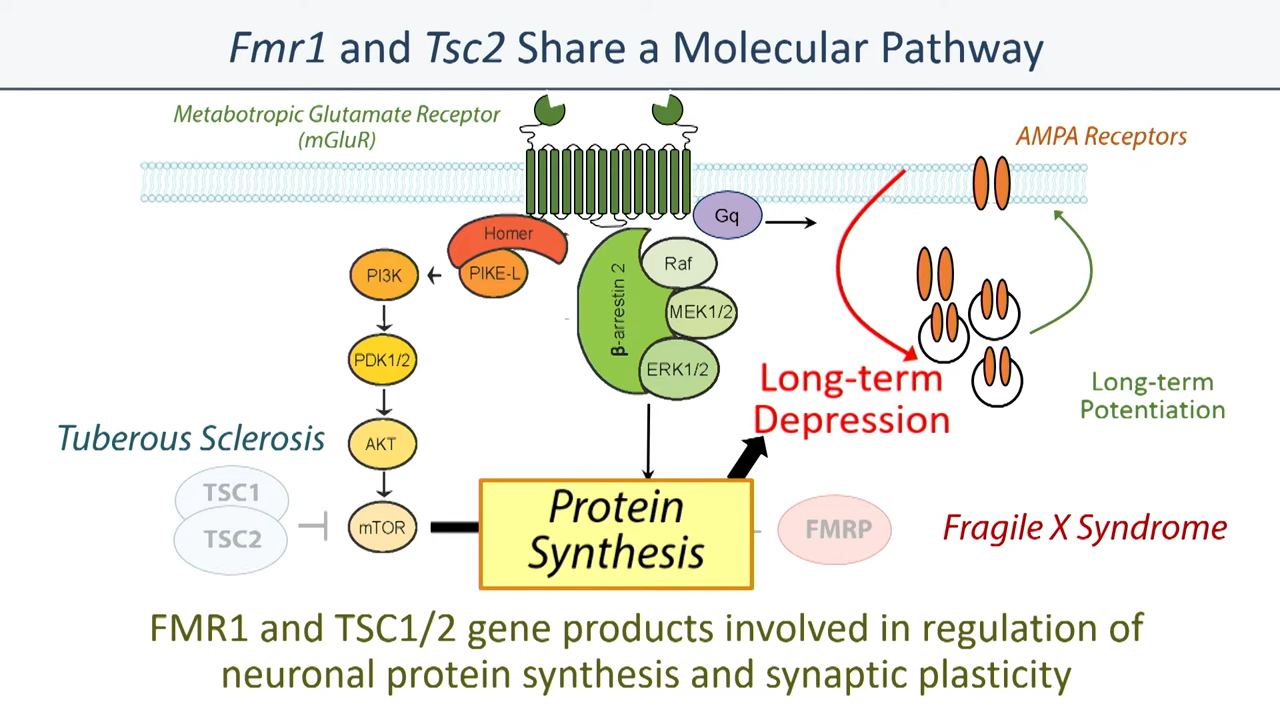 Fmr1 and Tsc2 Share a Molecular Pathway
Metabotropic Glutamate Receptor
(mGluR)
AMPA Receptors
Gq
Homer
PIKE-L
PI3K
β-arrestin 2
Raf
MEK1/2
ERK1/2
PDK1/2
Long-term
Depression
Long-term
Potentiation
Tuberous Sclerosis
AKT
TSC1
TSC2
mTOR
Protein
Synthesis
FMRP
Fragile X Syndrome
FMR1 and TSC1/2 gene products involved in regulation of
neuronal protein synthesis and synaptic plasticity